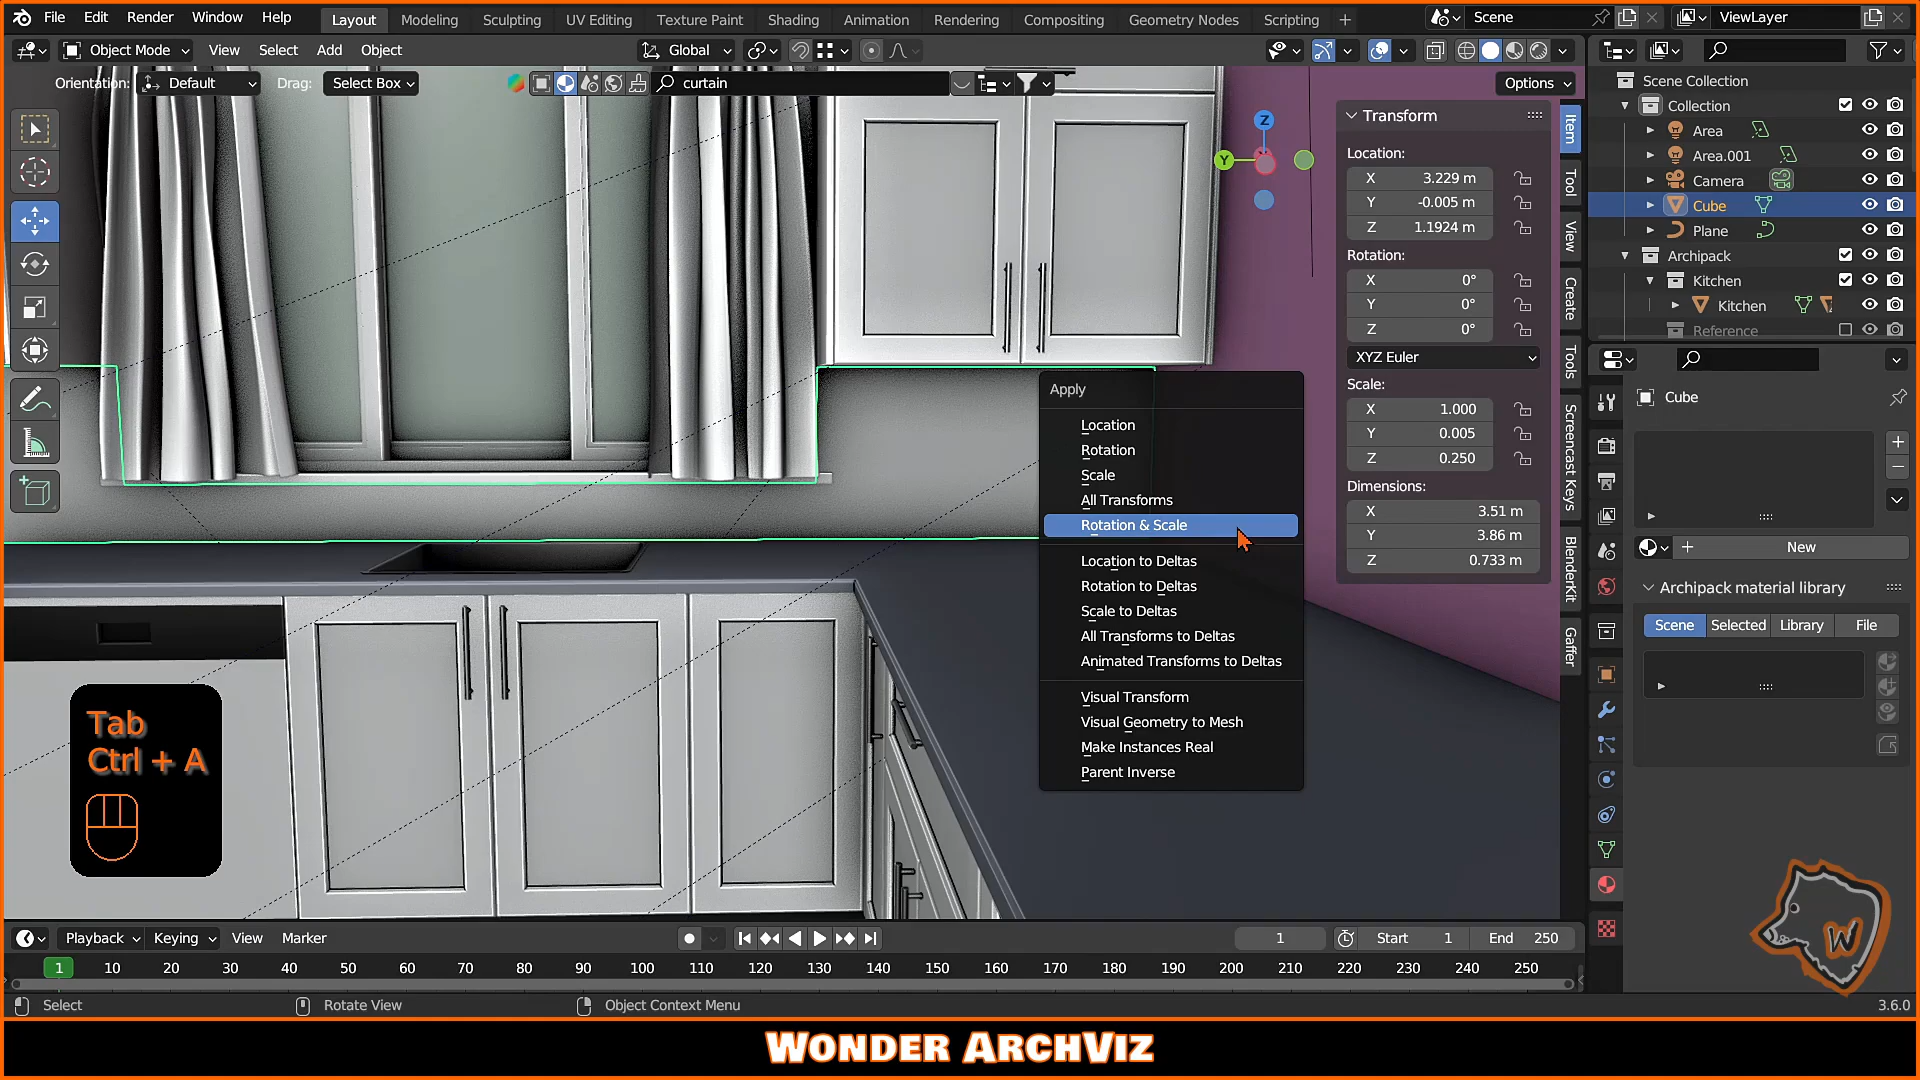 File Edit Render Window Help Layout Modeling Sculpting UV Editing Texture Paint Shading Animation Rendering Compositing Geometry Nodes Scripting + Scene ViewLayer
Object Mode View Select Add Object Global
Orientation: Default Drag: Select Box curtain Options
Z
Y
Transform
Location:
X 3.229 m
Y -0.005 m
Z 1.1924 m
Rotation:
X 0°
Y 0°
Z 0°
XYZ Euler
Scale:
X 1.000
Y 0.005
Z 0.250
Dimensions:
X 3.51 m
Y 3.86 m
Z 0.733 m
Item
Tool
View
Create
Tools
Screencast Keys
BlenderKit
Gaffer
Scene Collection
Collection
Area
Area.001
Camera
Cube
Plane
Archipack
Kitchen
Kitchen
Reference
Cube
New
Archipack material library
Scene Selected Library File
Apply
Location
Rotation
Scale
All Transforms
Rotation & Scale
Location to Deltas
Rotation to Deltas
Scale to Deltas
All Transforms to Deltas
Animated Transforms to Deltas
Visual Transform
Visual Geometry to Mesh
Make Instances Real
Parent Inverse
Tab
Ctrl + A
Playback Keying View Marker 1 Start 1 End 250
1 10 20 30 40 50 60 70 80 90 100 110 120 130 140 150 160 170 180 190 200 210 220 230 240 250
Select Rotate View Object Context Menu 3.6.0
W
Wonder ArchViz